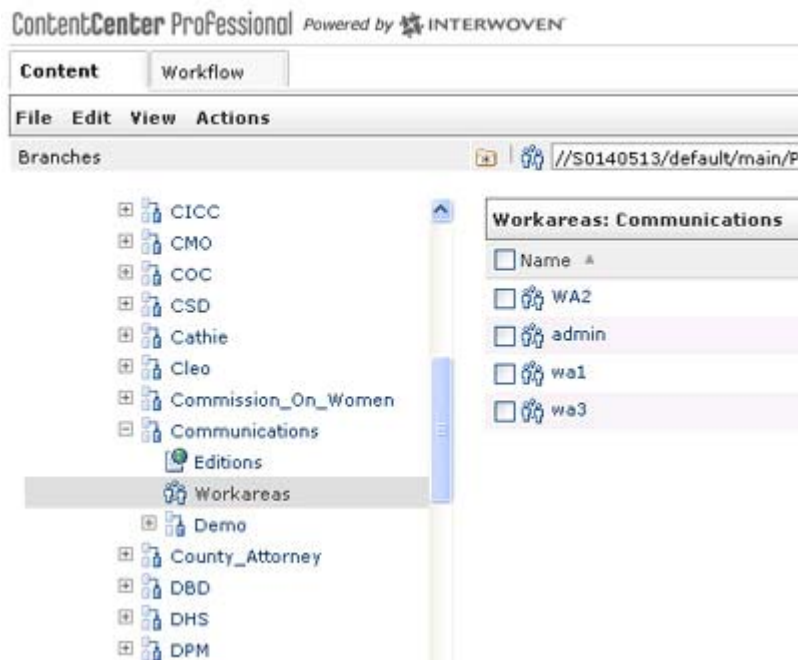 ContentCenter Professional Powered by INTERWOVEN
Content Workflow
File Edit View Actions
Branches //S0140513/default/main/P
CICC
CMO
COC
CSD
Cathie
Cleo
Commission_On_Women
Communications
Editions
Workareas
Demo
County_Attorney
DBD
DHS
DPM
Workareas: Communications
Name
WA2
admin
wa1
wa3